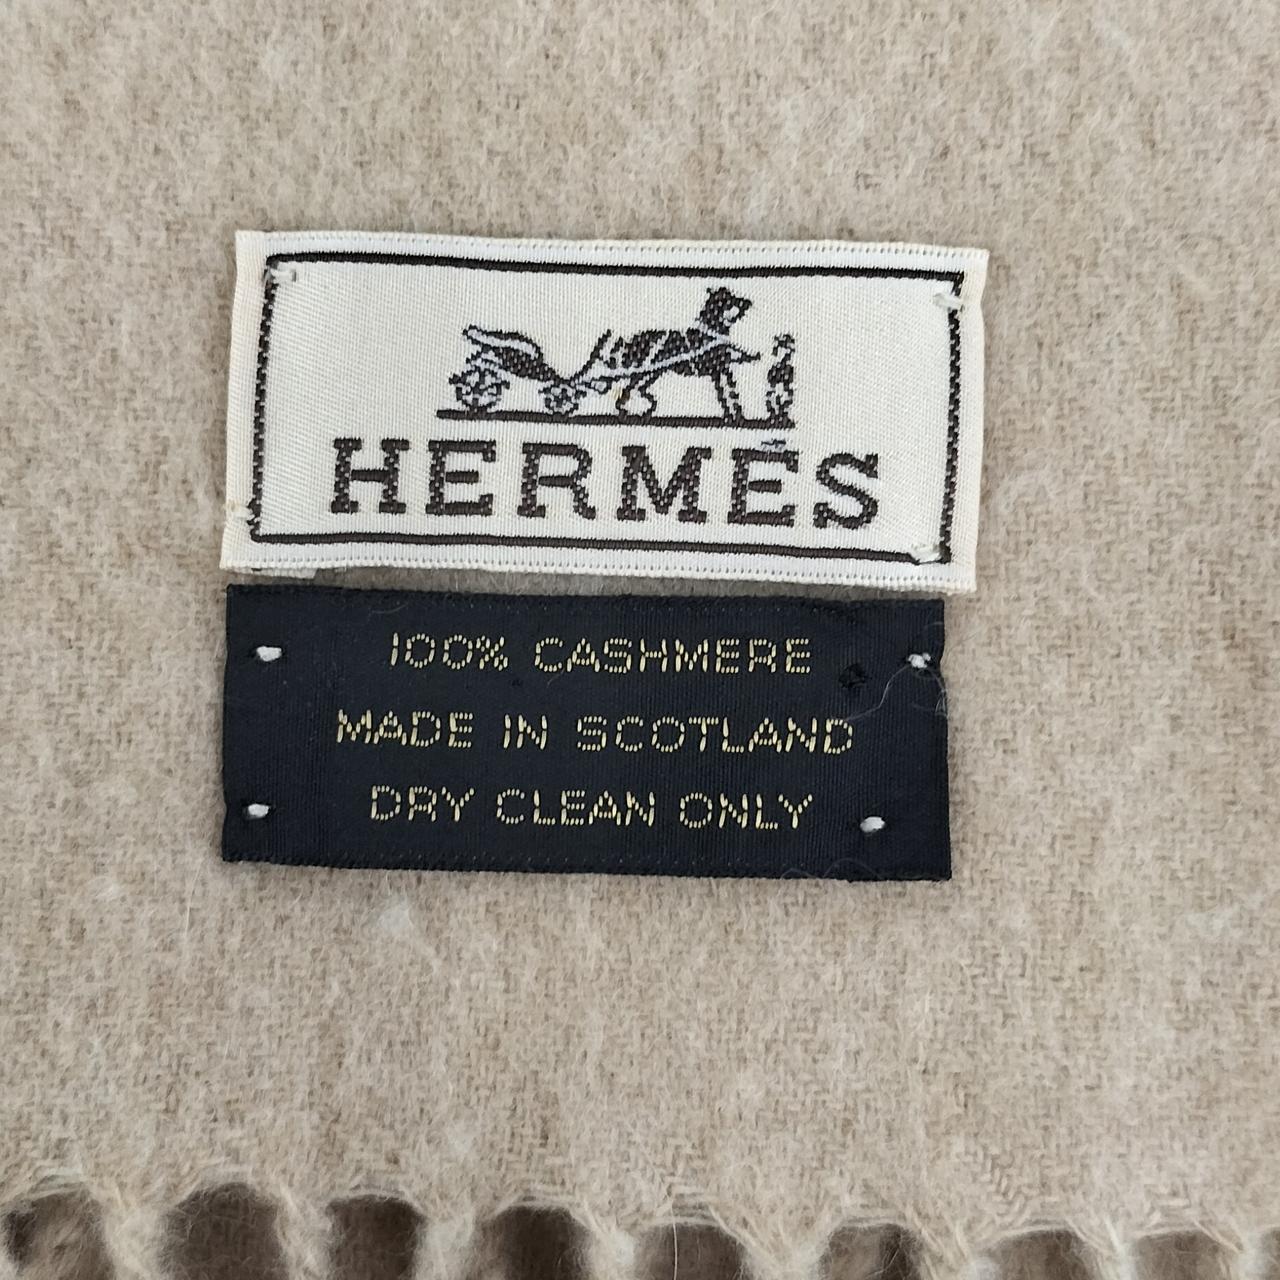 HERMÈS
100% CASHMERE
MADE IN SCOTLAND
DRY CLEAN ONLY